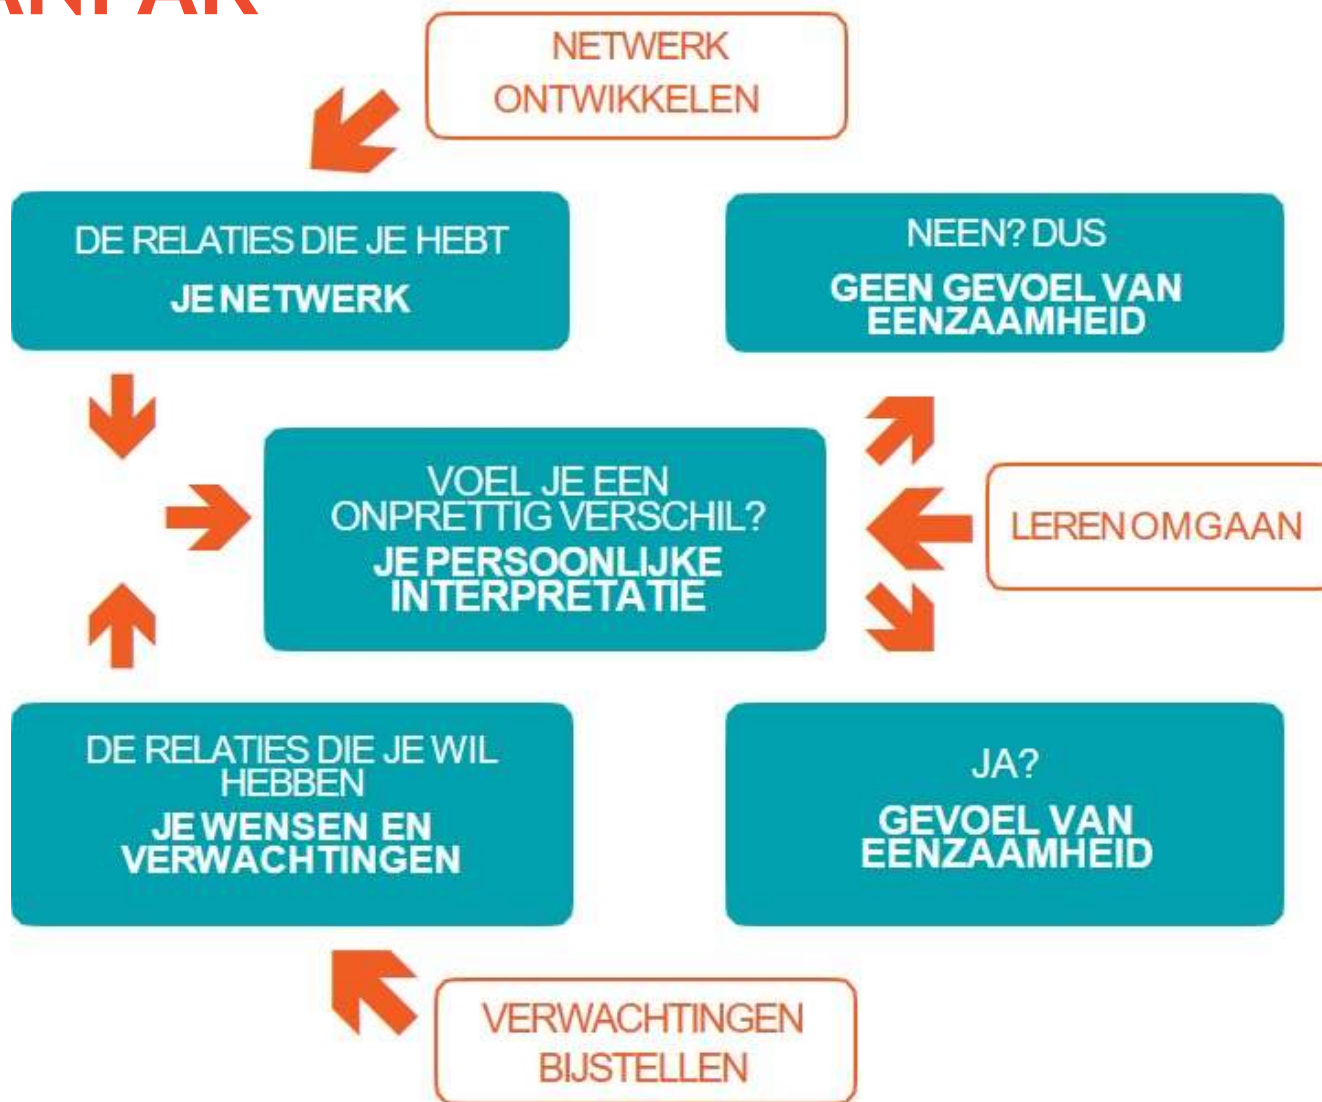 NETWERK
ONTWIKKELEN
DE RELATIES DIE JE HEBT
JE NETWERK
NEEN? DUS
GEEN GEVOEL VAN
EENZAAMHEID
VOEL JE EEN
ONPRETTIG VERSCHIL?
JE PERSOONLIJKE
INTERPRETATIE
LEREN OMGAAN
DE RELATIES DIE JE WIL
HEBBEN
JE WENSEN EN
VERWACHTINGEN
JA?
GEVOEL VAN
EENZAAMHEID
VERWACHTINGEN
BIJSTELLEN